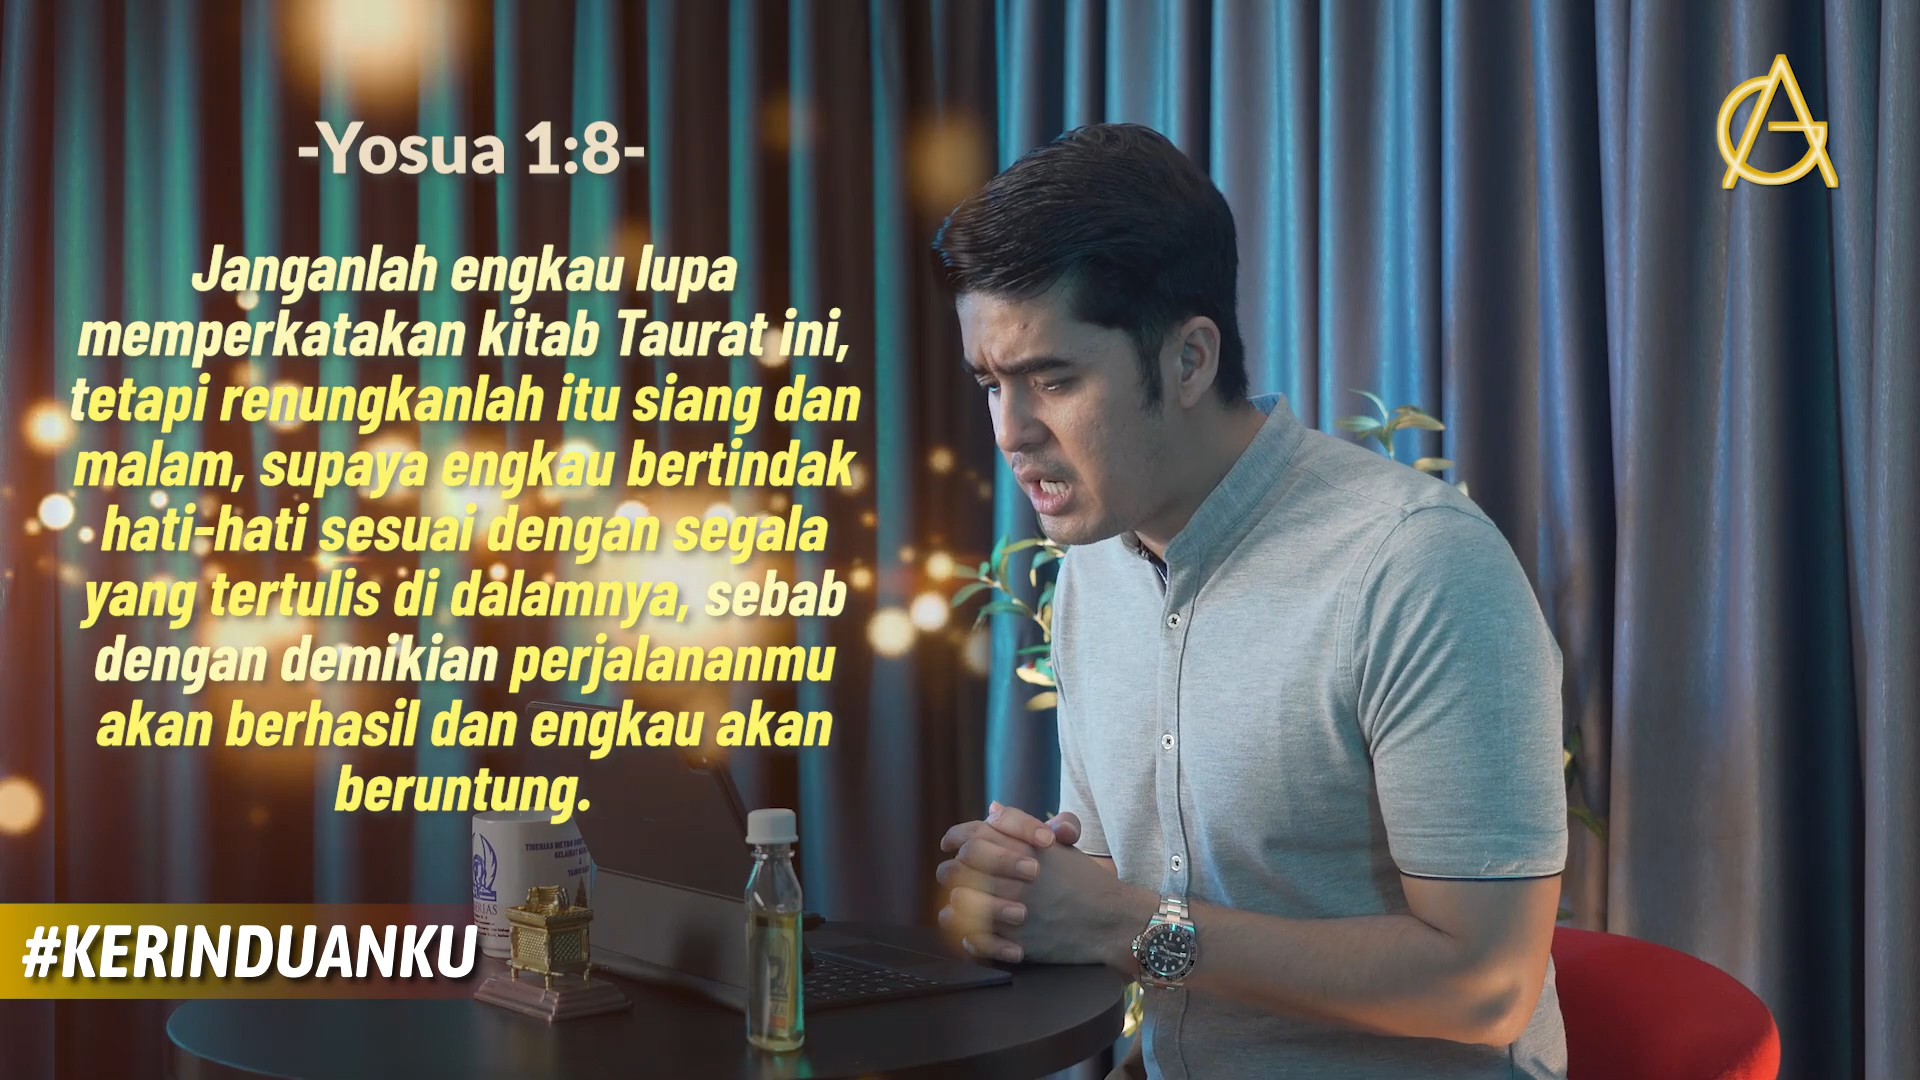 -Yosua 1:8-
Janganlah engkau lupa
memperkatakan kitab Taurat ini,
tetapi renungkanlah itu siang dan
malam, supaya engkau bertindak
hati-hati sesuai dengan segala
yang tertulis di dalamnya, sebab
dengan demikian perjalananmu
akan berhasil dan engkau akan
beruntung.
#KERINDUANKU